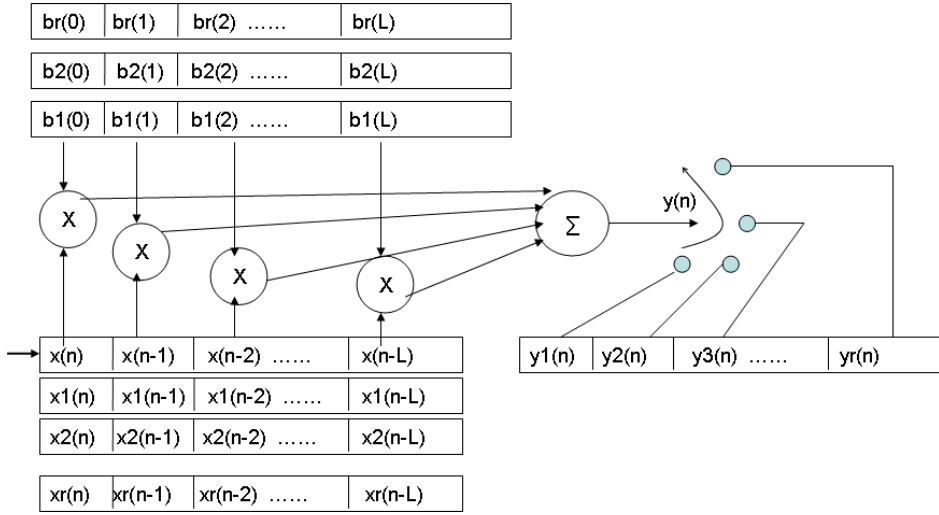 br(0) br(1) br(2) ...... br(L)
b2(0) b2(1) b2(2) ...... b2(L)
b1(0) b1(1) b1(2) ...... b1(L)
X
X
X
X
Σ
y(n)
x(n) x(n-1) x(n-2) ...... x(n-L)
x1(n) x1(n-1) x1(n-2) ...... x1(n-L)
x2(n) x2(n-1) x2(n-2) ...... x2(n-L)
xr(n) xr(n-1) xr(n-2) ...... xr(n-L)
y1(n) y2(n) y3(n) ...... yr(n)